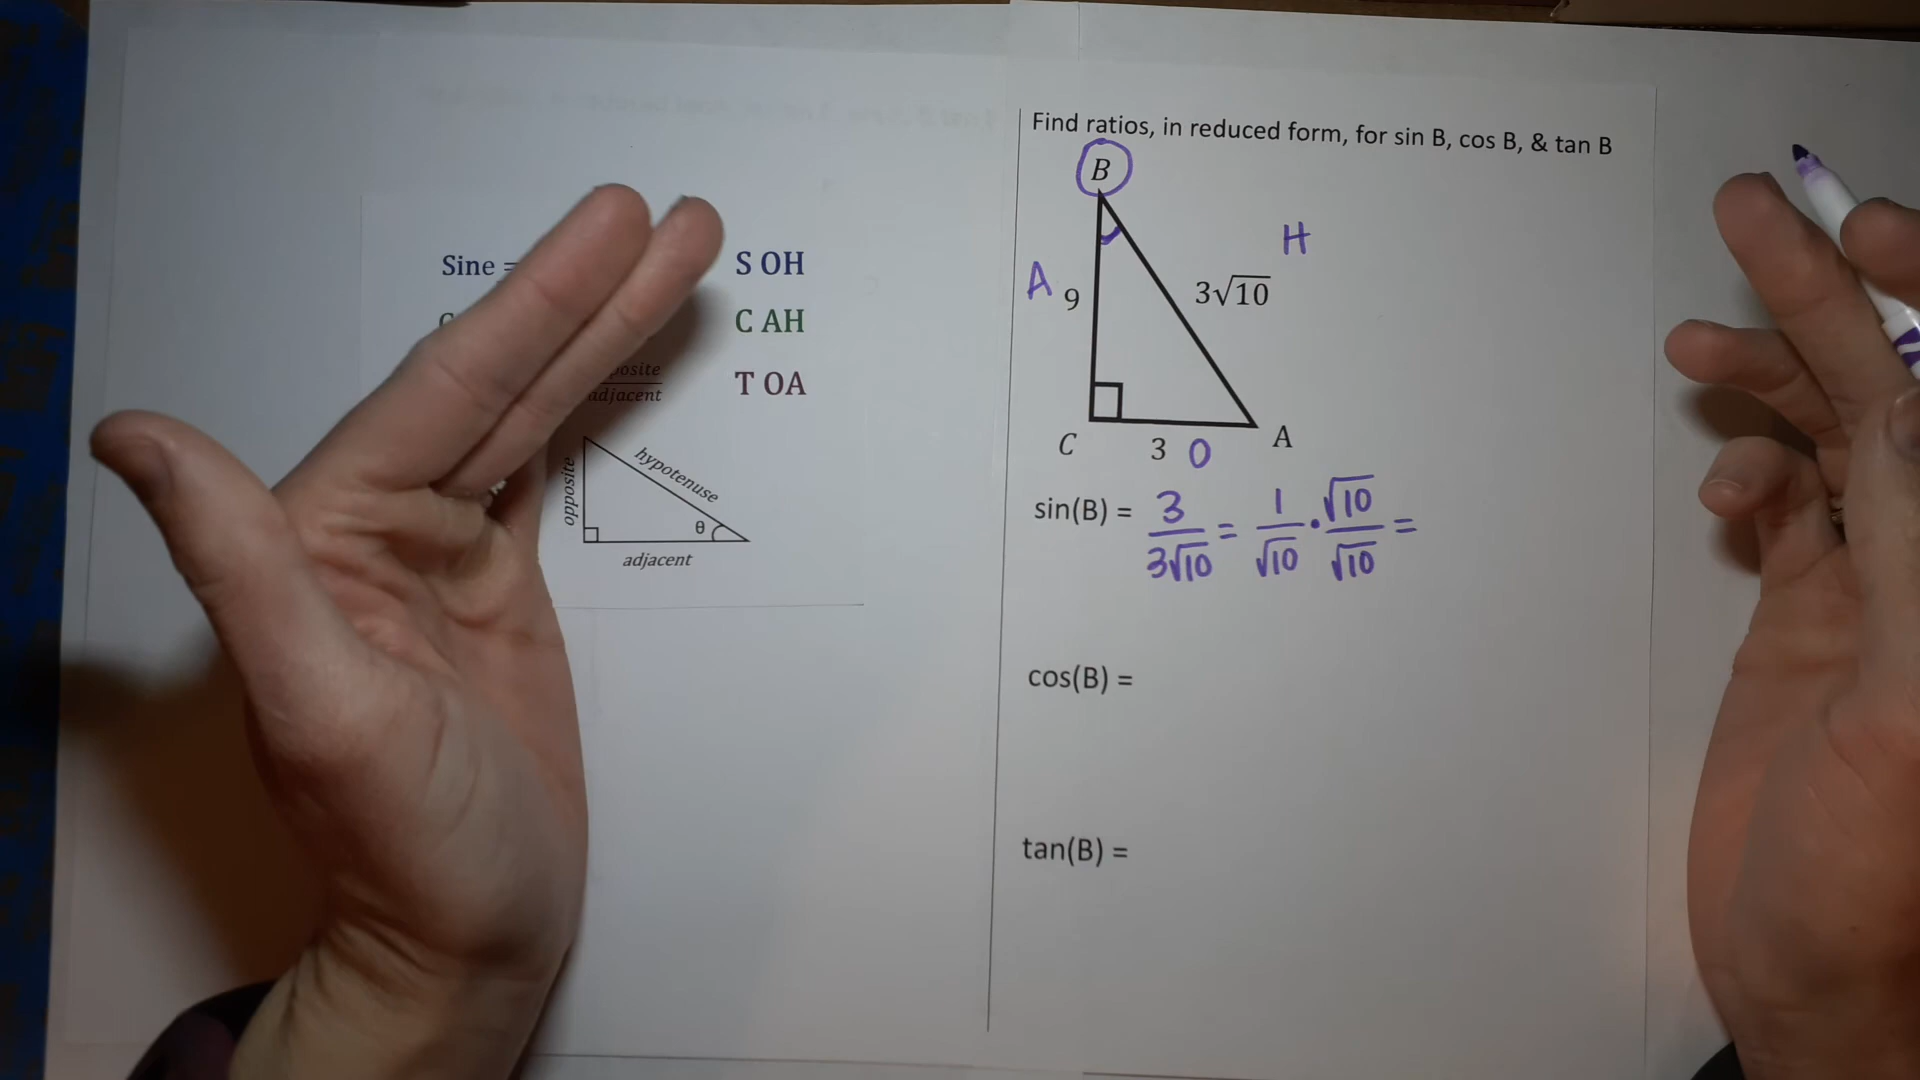 Sine =
S OH
C AH
T OA
adjacent
opposite
hypotenuse
θ
adjacent
Find ratios, in reduced form, for sin B, cos B, & tan B
B
H
A 9
3√10
C
3 O
A
sin(B) = 3/3√10 = 1/√10 · √10/√10 =
cos(B) =
tan(B) =